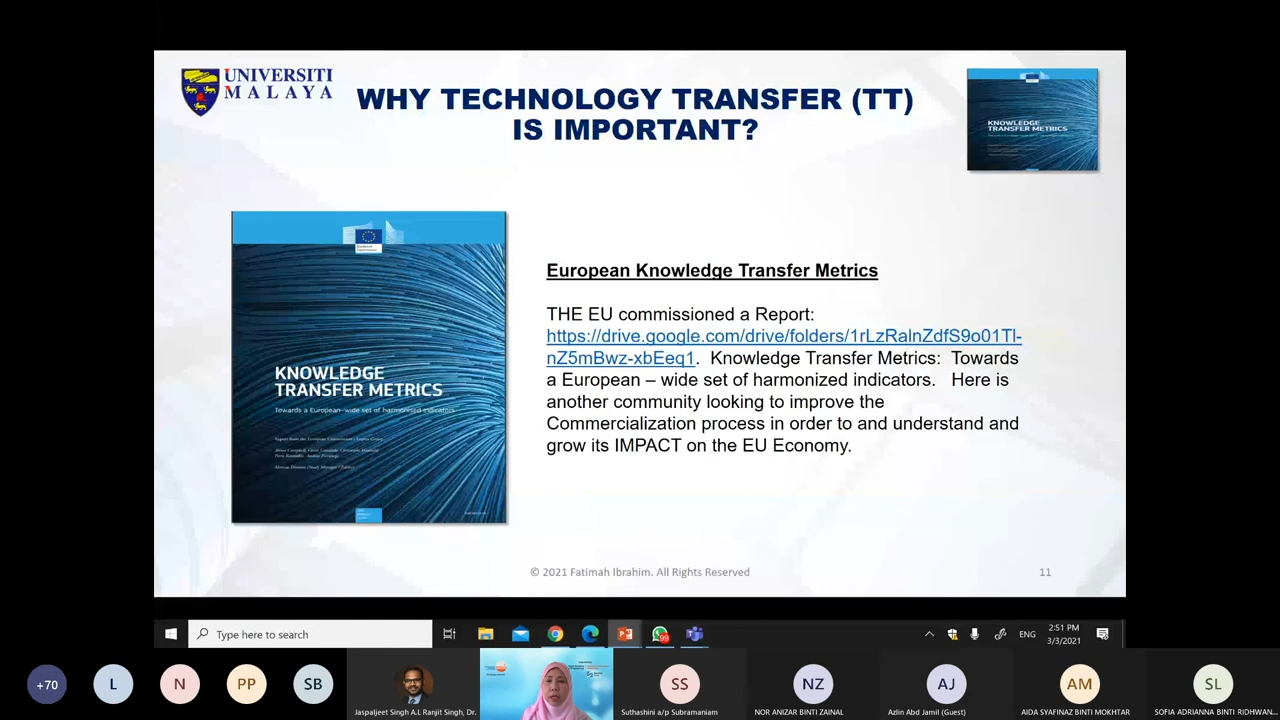 UNIVERSITI
MALAYA
WHY TECHNOLOGY TRANSFER (TT)
IS IMPORTANT?
KNOWLEDGE
TRANSFER METRICS
KNOWLEDGE
TRANSFER METRICS
Towards a European-wide set of harmonised indicators
European Knowledge Transfer Metrics
THE EU commissioned a Report:
https://drive.google.com/drive/folders/1rLzRalnZdfS9o01Tl-
nZ5mBwz-xbEeq1. Knowledge Transfer Metrics: Towards
a European – wide set of harmonized indicators. Here is
another community looking to improve the
Commercialization process in order to and understand and
grow its IMPACT on the EU Economy.
© 2021 Fatimah Ibrahim. All Rights Reserved
11
Type here to search
99
ENG
2:51 PM
3/3/2021
+70
L
N
PP
SB
SS
NZ
AJ
AM
SL
Jaspaljeet Singh A.L Ranjit Singh, Dr.
Suthashini a/p Subramaniam
NOR ANIZAR BINTI ZAINAL
Azlin Abd Jamil (Guest)
AIDA SYAFINAZ BINTI MOKHTAR
SOFIA ADRIANNA BINTI RIDHWAN...